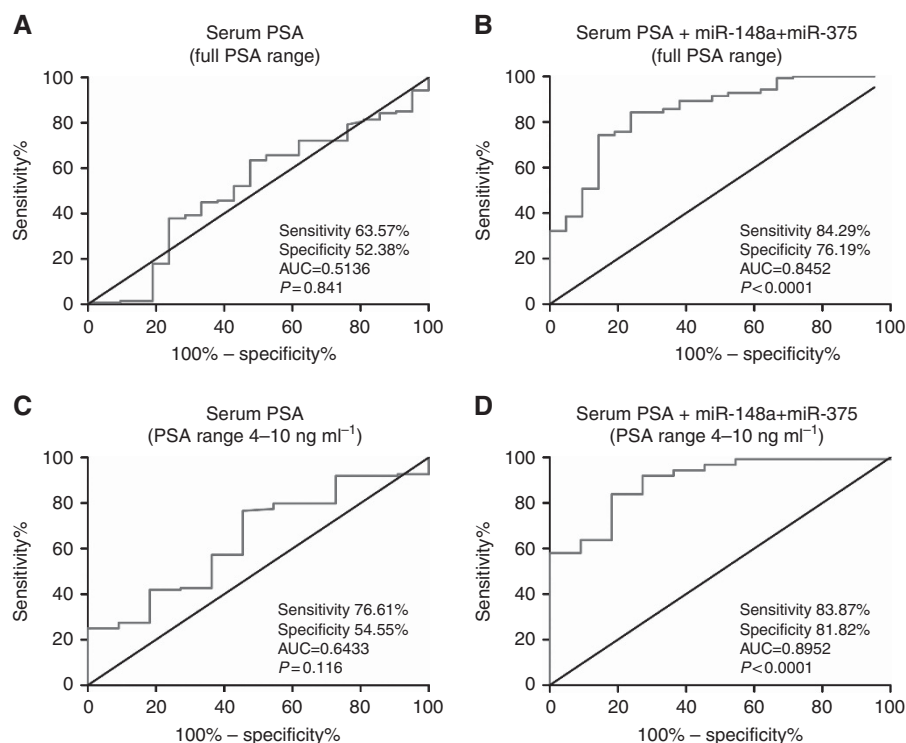 A
Serum PSA
(full PSA range)
100
80
60
40
20
0
Sensitivity%
Sensitivity 63.57%
Specificity 52.38%
AUC=0.5136
P=0.841
0 20 40 60 80 100
100% – specificity%
B
Serum PSA + miR-148a+miR-375
(full PSA range)
100
80
60
40
20
0
Sensitivity%
Sensitivity 84.29%
Specificity 76.19%
AUC=0.8452
P<0.0001
0 20 40 60 80 100
100% – specificity%
C
Serum PSA
(PSA range 4–10 ng ml⁻¹)
100
80
60
40
20
0
Sensitivity%
Sensitivity 76.61%
Specificity 54.55%
AUC=0.6433
P=0.116
0 20 40 60 80 100
100% – specificity%
D
Serum PSA + miR-148a+miR-375
(PSA range 4–10 ng ml⁻¹)
100
80
60
40
20
0
Sensitivity%
Sensitivity 83.87%
Specificity 81.82%
AUC=0.8952
P<0.0001
0 20 40 60 80 100
100% – specificity%